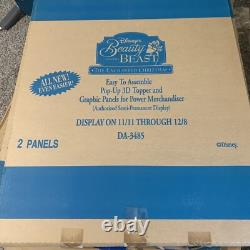 Disney's
Beauty
and the
BEAST
THE ENCHANTED CHRISTMAS
ALL NEW!
EVEN EASIER!
Easy To Assemble
Pop-Up 3D Topper and
Graphic Panels for Power Merchandiser
(Authorized Semi-Permanent Display)
DISPLAY ON 11/11 THROUGH 12/8
DA-3485
2 PANELS
©Disney.